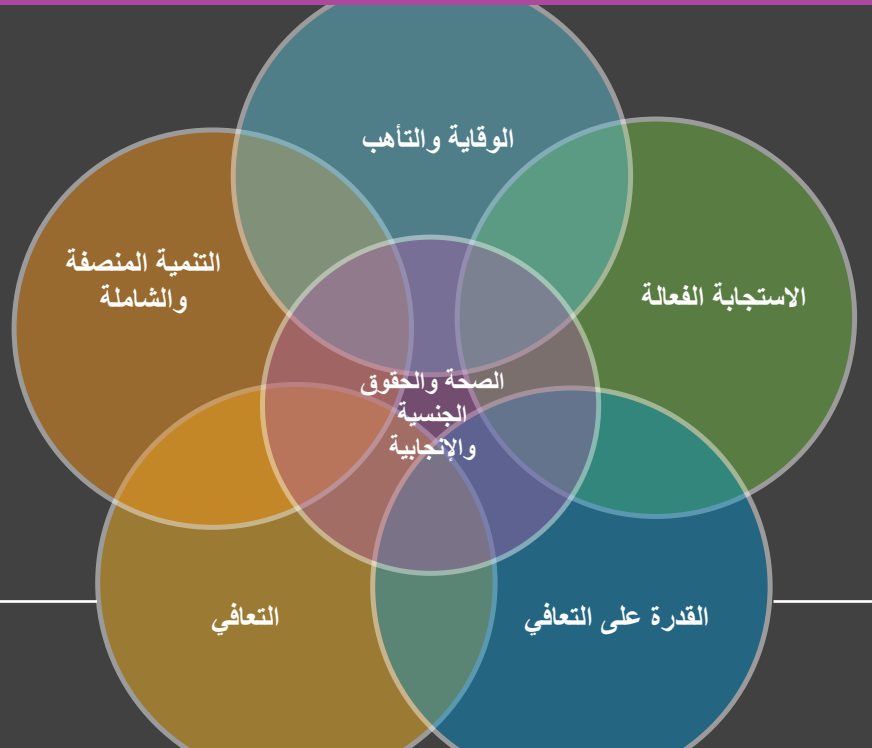 الوقاية والتأهب
الاستجابة الفعالة
التنمية المنصفة
والشاملة
الصحة والحقوق
الجنسية
والإنجابية
القدرة على التعافي
التعافي